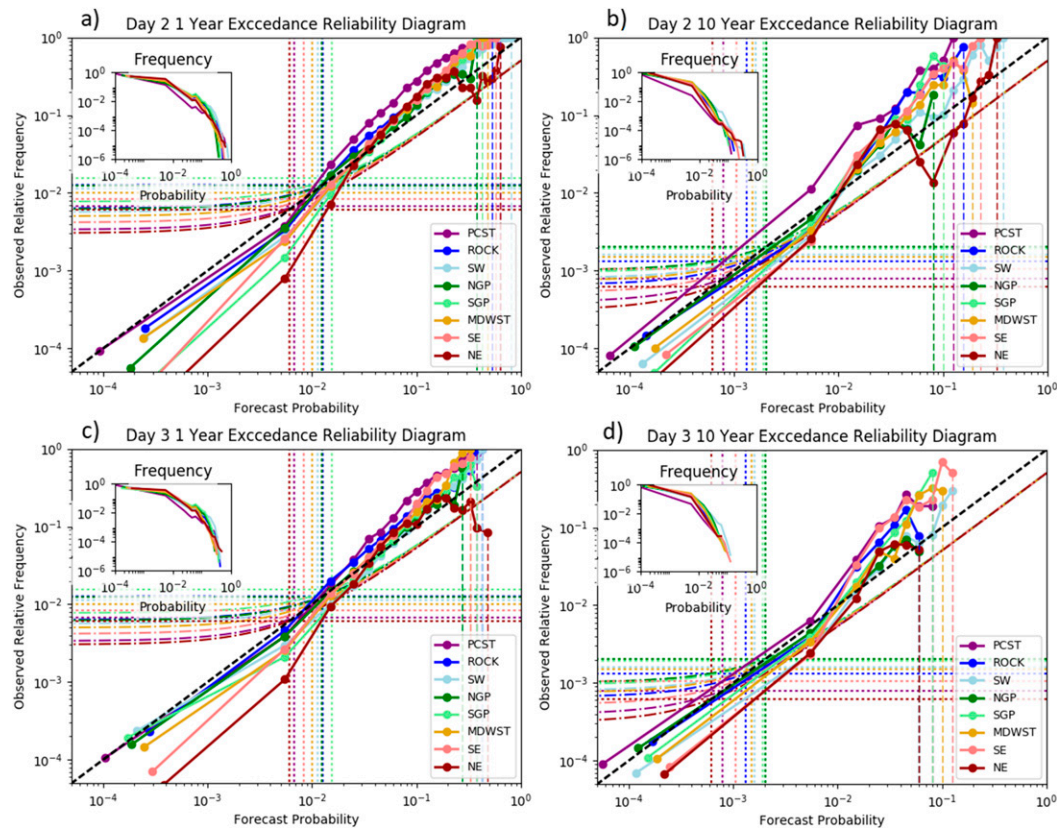 a)
Day 2 1 Year Exccedance Reliability Diagram
10^0
10^-1
10^-2
10^-3
10^-4
Observed Relative Frequency
Frequency
10^0
10^-2
10^-4
10^-6
10^-4 10^-2 10^0
Probability
PCST
ROCK
SW
NGP
SGP
MDWST
SE
NE
10^-4 10^-3 10^-2 10^-1 10^0
Forecast Probability
b)
Day 2 10 Year Exccedance Reliability Diagram
10^0
10^-1
10^-2
10^-3
10^-4
Observed Relative Frequency
Frequency
10^0
10^-2
10^-4
10^-6
10^-4 10^-2 10^0
Probability
PCST
ROCK
SW
NGP
SGP
MDWST
SE
NE
10^-4 10^-3 10^-2 10^-1 10^0
Forecast Probability
c)
Day 3 1 Year Exccedance Reliability Diagram
10^0
10^-1
10^-2
10^-3
10^-4
Observed Relative Frequency
Frequency
10^0
10^-2
10^-4
10^-6
10^-4 10^-2 10^0
Probability
PCST
ROCK
SW
NGP
SGP
MDWST
SE
NE
10^-4 10^-3 10^-2 10^-1 10^0
Forecast Probability
d)
Day 3 10 Year Exccedance Reliability Diagram
10^0
10^-1
10^-2
10^-3
10^-4
Observed Relative Frequency
Frequency
10^0
10^-2
10^-4
10^-6
10^-4 10^-2 10^0
Probability
PCST
ROCK
SW
NGP
SGP
MDWST
SE
NE
10^-4 10^-3 10^-2 10^-1 10^0
Forecast Probability